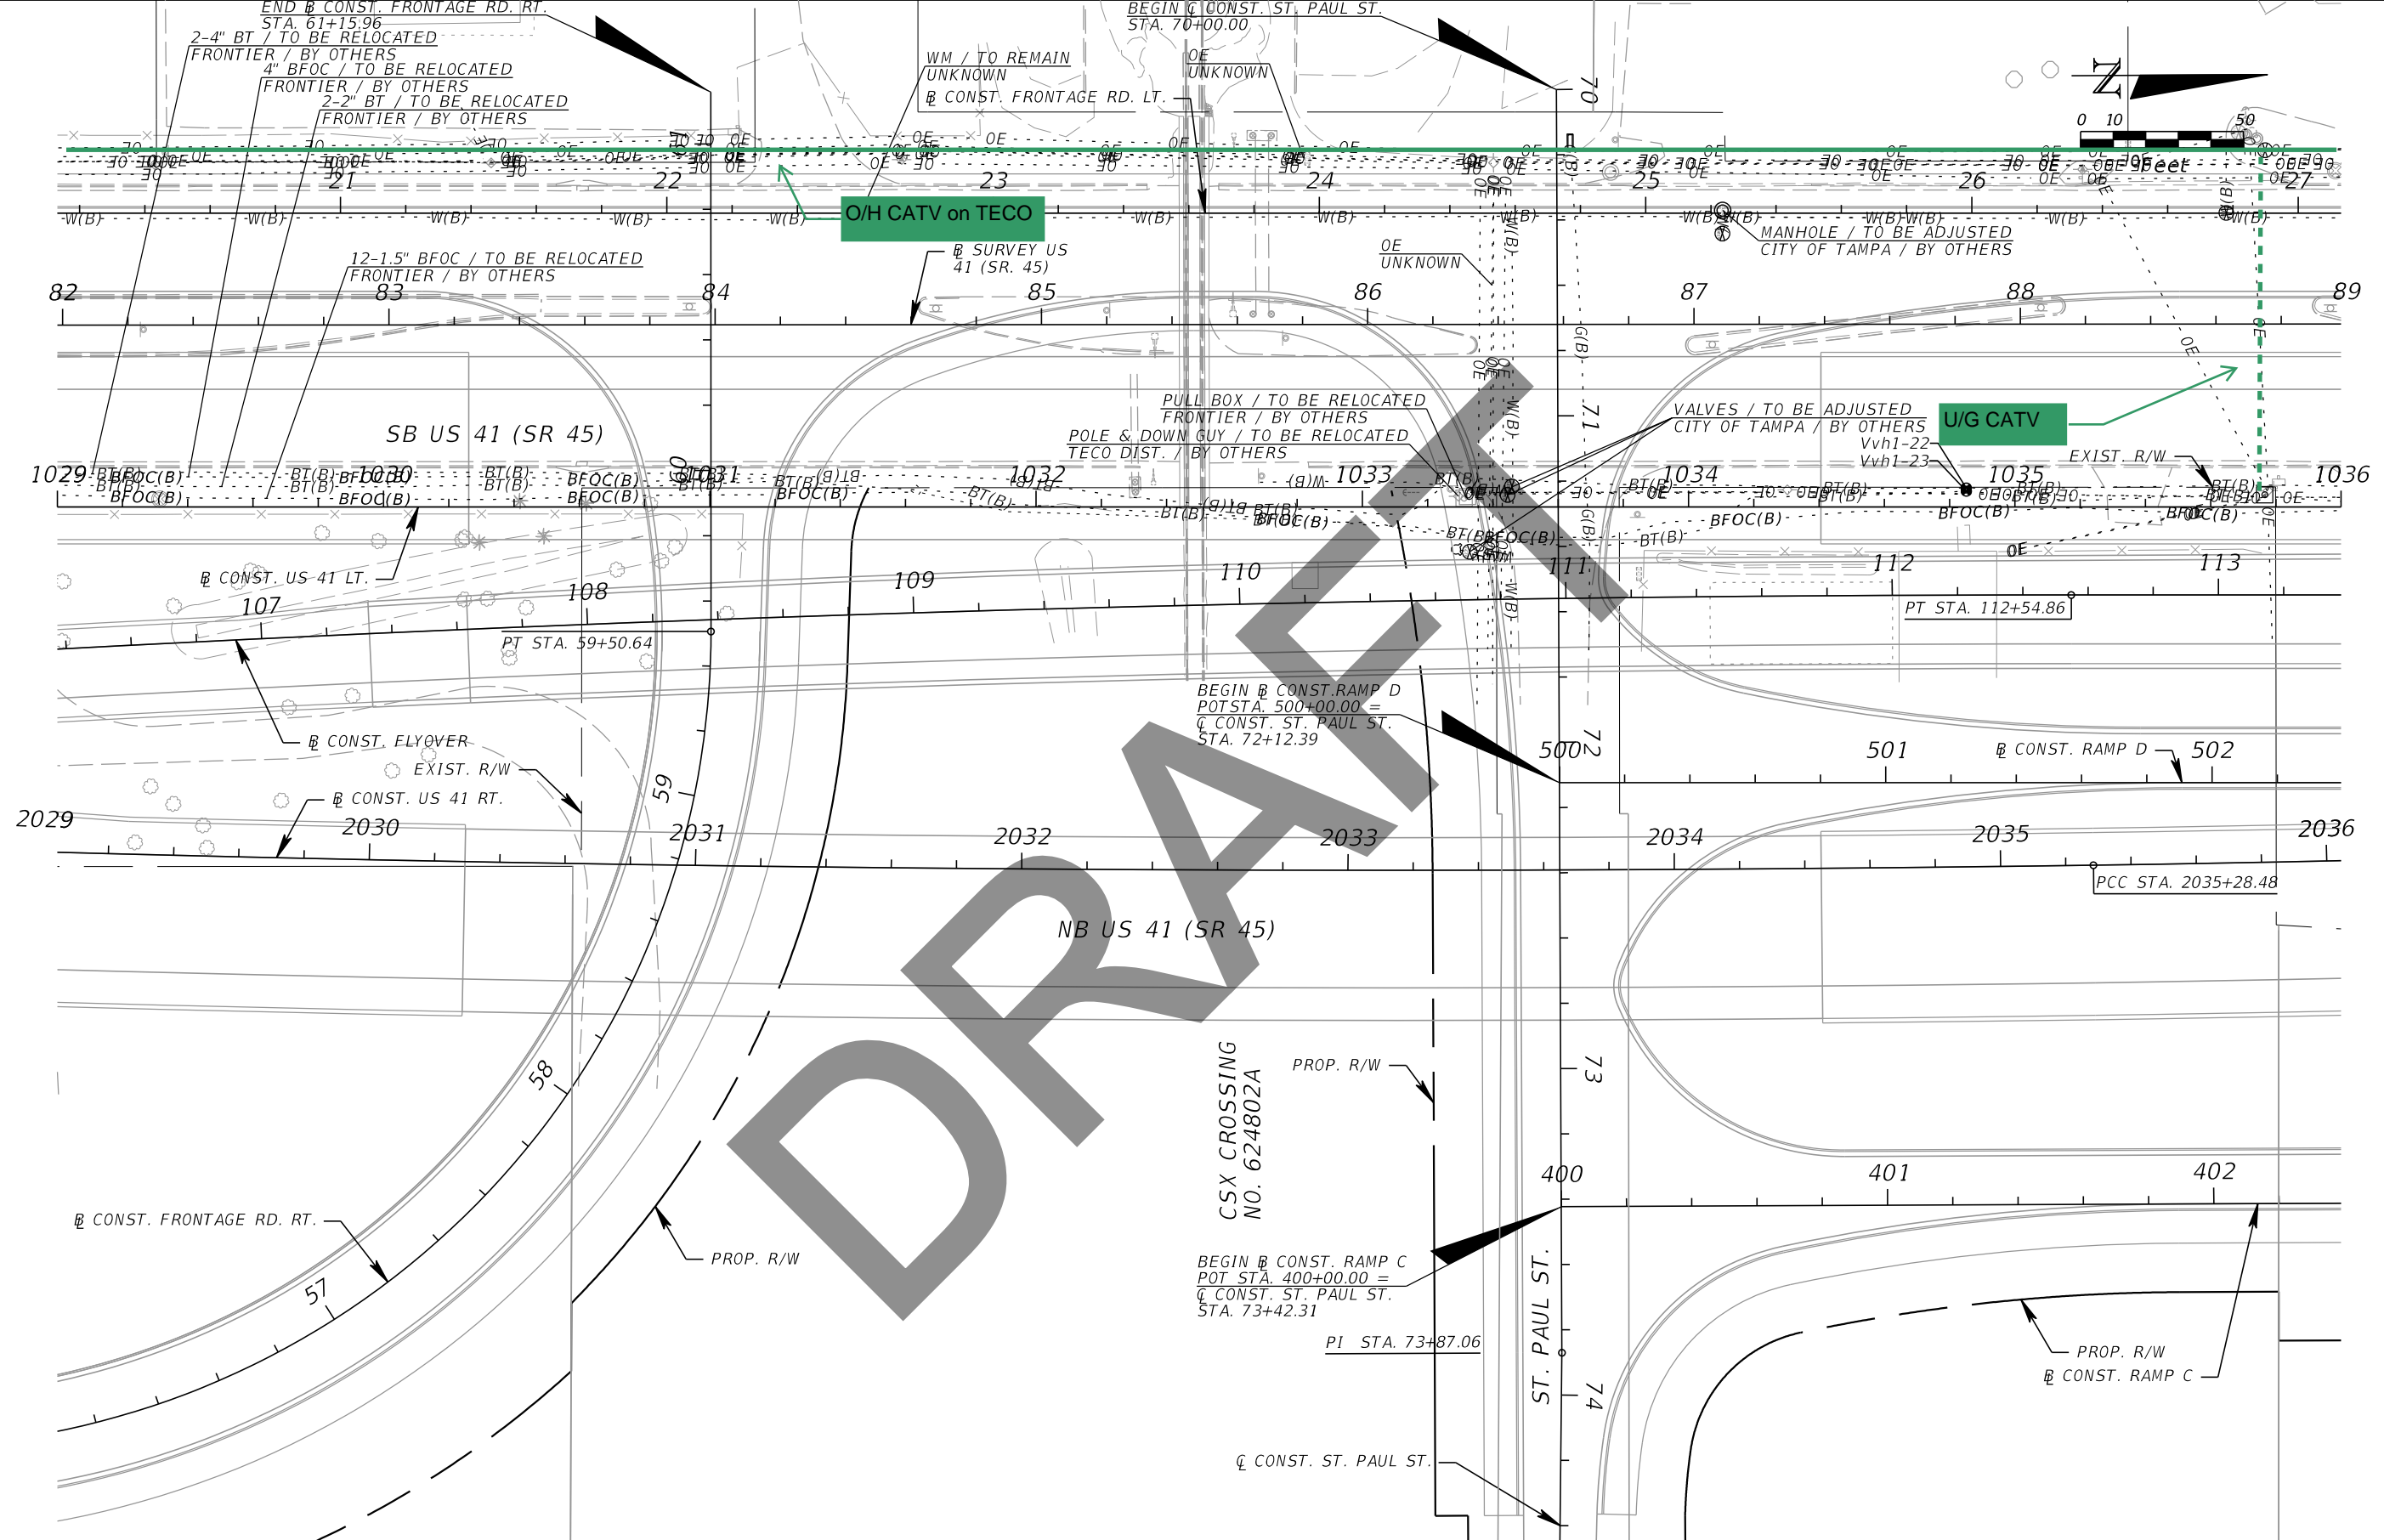 END ℄ CONST. FRONTAGE RD. RT.
STA. 61+15.96
2-4" BT / TO BE RELOCATED
FRONTIER / BY OTHERS
4" BFOC / TO BE RELOCATED
FRONTIER / BY OTHERS
2-2" BT / TO BE RELOCATED
FRONTIER / BY OTHERS
WM / TO REMAIN
UNKNOWN
℄ CONST. FRONTAGE RD. LT.
BEGIN ℄ CONST. ST. PAUL ST.
STA. 70+00.00
OE
UNKNOWN
70
N
0 10 50
Feet
21 22 23 24 25 26 27
W(B) W(B) W(B) W(B) W(B) W(B) W(B) W(B) W(B) W(B) W(B) W(B) W(B) W(B)
O/H CATV on TECO
MANHOLE / TO BE ADJUSTED
CITY OF TAMPA / BY OTHERS
12-1.5" BFOC / TO BE RELOCATED
FRONTIER / BY OTHERS
℄ SURVEY US
41 (SR. 45)
OE
UNKNOWN
82 83 84 85 86 87 88 89
G(B)
PULL BOX / TO BE RELOCATED
FRONTIER / BY OTHERS
POLE & DOWN GUY / TO BE RELOCATED
TECO DIST. / BY OTHERS
71
VALVES / TO BE ADJUSTED
CITY OF TAMPA / BY OTHERS
U/G CATV
Vvh1-22
Vvh1-23
EXIST. R/W
SB US 41 (SR 45)
1029 1030 1031 1032 1033 1034 1035 1036
BFOC(B) BFOC(B) BFOC(B) BFOC(B) BFOC(B) BFOC(B) BFOC(B)
℄ CONST. US 41 LT.
107 108 109 110 111 112 113
PT STA. 59+50.64
PT STA. 112+54.86
℄ CONST. FLYOVER
EXIST. R/W
℄ CONST. US 41 RT.
59
BEGIN ℄ CONST.RAMP D
POTSTA. 500+00.00 =
℄ CONST. ST. PAUL ST.
STA. 72+12.39
72
500 501 502
℄ CONST. RAMP D
2029 2030 2031 2032 2033 2034 2035 2036
PCC STA. 2035+28.48
NB US 41 (SR 45)
DRAFT
58
CSX CROSSING
NO. 624802A
PROP. R/W
73
400 401 402
℄ CONST. FRONTAGE RD. RT.
57
PROP. R/W
BEGIN ℄ CONST. RAMP C
POT STA. 400+00.00 =
℄ CONST. ST. PAUL ST.
STA. 73+42.31
PI STA. 73+87.06
ST. PAUL ST.
74
PROP. R/W
℄ CONST. RAMP C
℄ CONST. ST. PAUL ST.